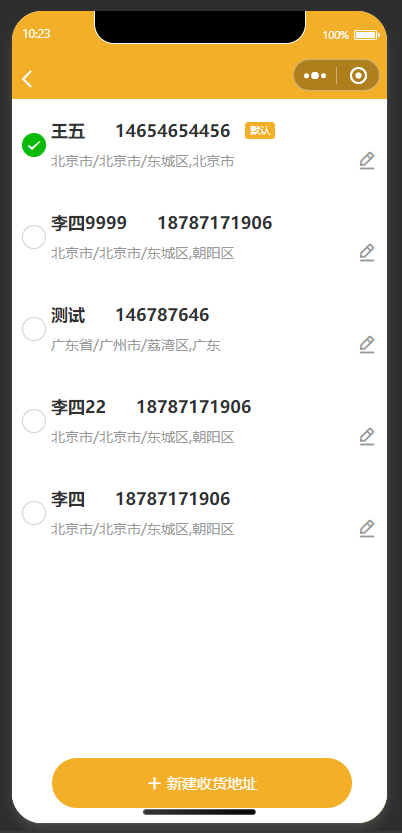 10:23 100%
王五 14654654456 默认
北京市/北京市/东城区,北京市
李四9999 18787171906
北京市/北京市/东城区,朝阳区
测试 146787646
广东省/广州市/荔湾区,广东
李四22 18787171906
北京市/北京市/东城区,朝阳区
李四 18787171906
北京市/北京市/东城区,朝阳区
+ 新建收货地址